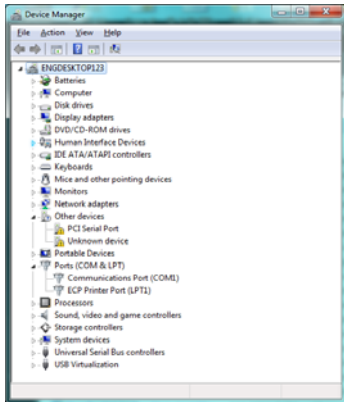 Device Manager
File Action View Help
ENGDESKTOP123
Batteries
Computer
Disk drives
Display adapters
DVD/CD-ROM drives
Human Interface Devices
IDE ATA/ATAPI controllers
Keyboards
Mice and other pointing devices
Monitors
Network adapters
Other devices
PCI Serial Port
Unknown device
Portable Devices
Ports (COM & LPT)
Communications Port (COM1)
ECP Printer Port (LPT1)
Processors
Sound, video and game controllers
Storage controllers
System devices
Universal Serial Bus controllers
USB Virtualization